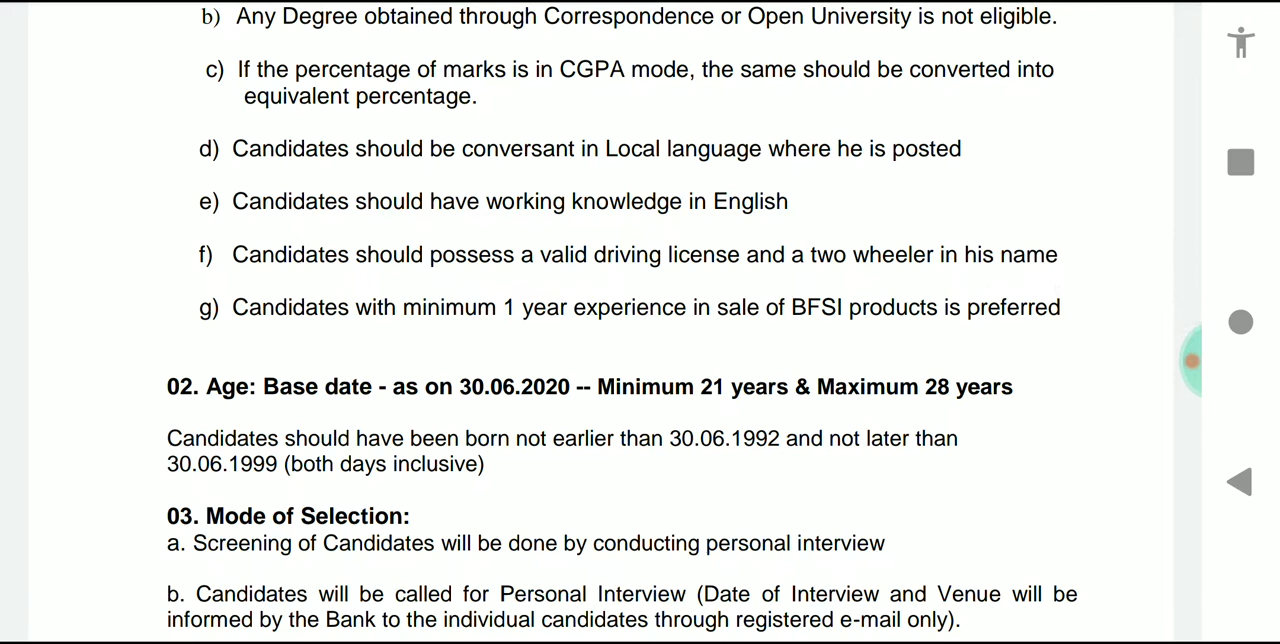 b) Any Degree obtained through Correspondence or Open University is not eligible.
c) If the percentage of marks is in CGPA mode, the same should be converted into
equivalent percentage.
d) Candidates should be conversant in Local language where he is posted
e) Candidates should have working knowledge in English
f) Candidates should possess a valid driving license and a two wheeler in his name
g) Candidates with minimum 1 year experience in sale of BFSI products is preferred
02. Age: Base date - as on 30.06.2020 -- Minimum 21 years & Maximum 28 years
Candidates should have been born not earlier than 30.06.1992 and not later than
30.06.1999 (both days inclusive)
03. Mode of Selection:
a. Screening of Candidates will be done by conducting personal interview
b. Candidates will be called for Personal Interview (Date of Interview and Venue will be
informed by the Bank to the individual candidates through registered e-mail only).